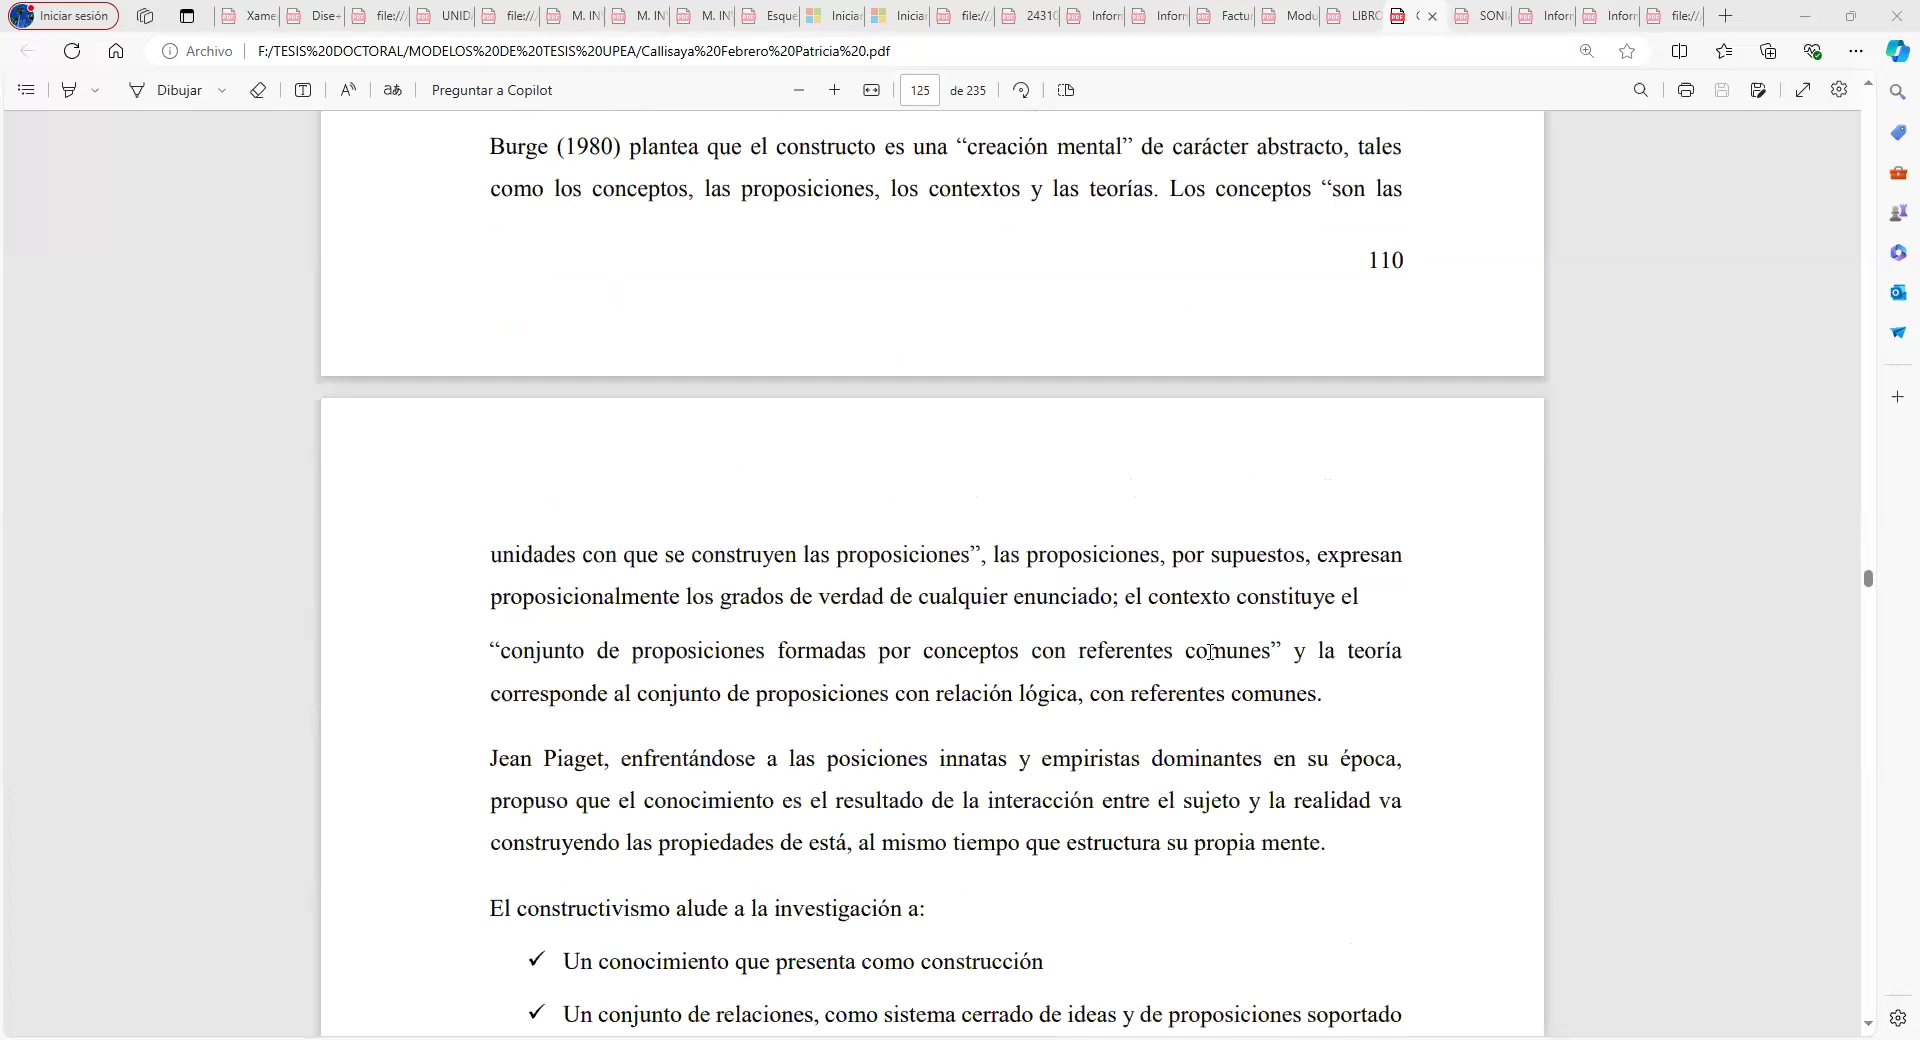 Iniciar sesión
Xame
Dise+
file://
UNID
file://
M. IN
M. IN
M. IN
Esque
Iniciar
Iniciar
file://
2431C
Inform
Inform
Factur
Modu
LIBRO
SONI
Inform
Inform
file://
Archivo
F:/TESIS%20DOCTORAL/MODELOS%20DE%20TESIS%20UPEA/Callisaya%20Febrero%20Patricia%20.pdf
Dibujar
Preguntar a Copilot
125 de 235
Burge (1980) plantea que el constructo es una “creación mental” de carácter abstracto, tales
como los conceptos, las proposiciones, los contextos y las teorías. Los conceptos “son las
110
unidades con que se construyen las proposiciones”, las proposiciones, por supuestos, expresan
proposicionalmente los grados de verdad de cualquier enunciado; el contexto constituye el
“conjunto de proposiciones formadas por conceptos con referentes comunes” y la teoría
corresponde al conjunto de proposiciones con relación lógica, con referentes comunes.
Jean Piaget, enfrentándose a las posiciones innatas y empiristas dominantes en su época,
propuso que el conocimiento es el resultado de la interacción entre el sujeto y la realidad va
construyendo las propiedades de está, al mismo tiempo que estructura su propia mente.
El constructivismo alude a la investigación a:
✓ Un conocimiento que presenta como construcción
✓ Un conjunto de relaciones, como sistema cerrado de ideas y de proposiciones soportado